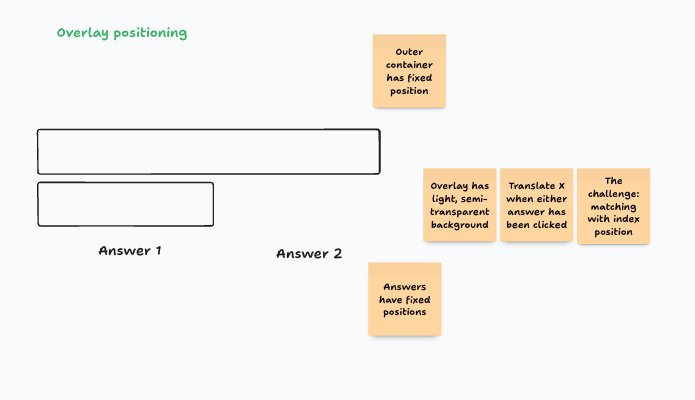 Overlay positioning
Outer
container
has fixed
position
Overlay has
light, semi-
transparent
background
Translate X
when either
answer has
been clicked
The
challenge:
matching
with index
position
Answer 1
Answer 2
Answers
have fixed
positions